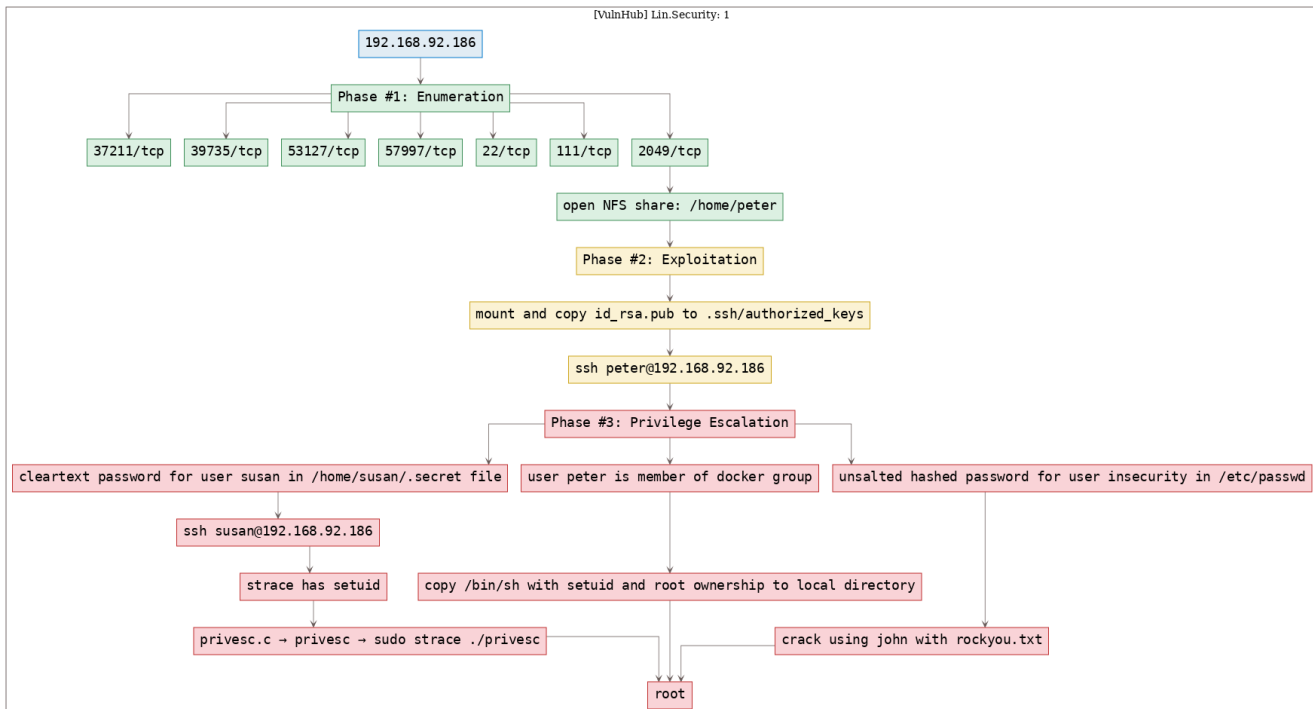 [VulnHub] Lin.Security: 1
192.168.92.186
Phase #1: Enumeration
37211/tcp
39735/tcp
53127/tcp
57997/tcp
22/tcp
111/tcp
2049/tcp
open NFS share: /home/peter
Phase #2: Exploitation
mount and copy id_rsa.pub to .ssh/authorized_keys
ssh peter@192.168.92.186
Phase #3: Privilege Escalation
cleartext password for user susan in /home/susan/.secret file
user peter is member of docker group
unsalted hashed password for user insecurity in /etc/passwd
ssh susan@192.168.92.186
strace has setuid
copy /bin/sh with setuid and root ownership to local directory
privesc.c → privesc → sudo strace ./privesc
crack using john with rockyou.txt
root